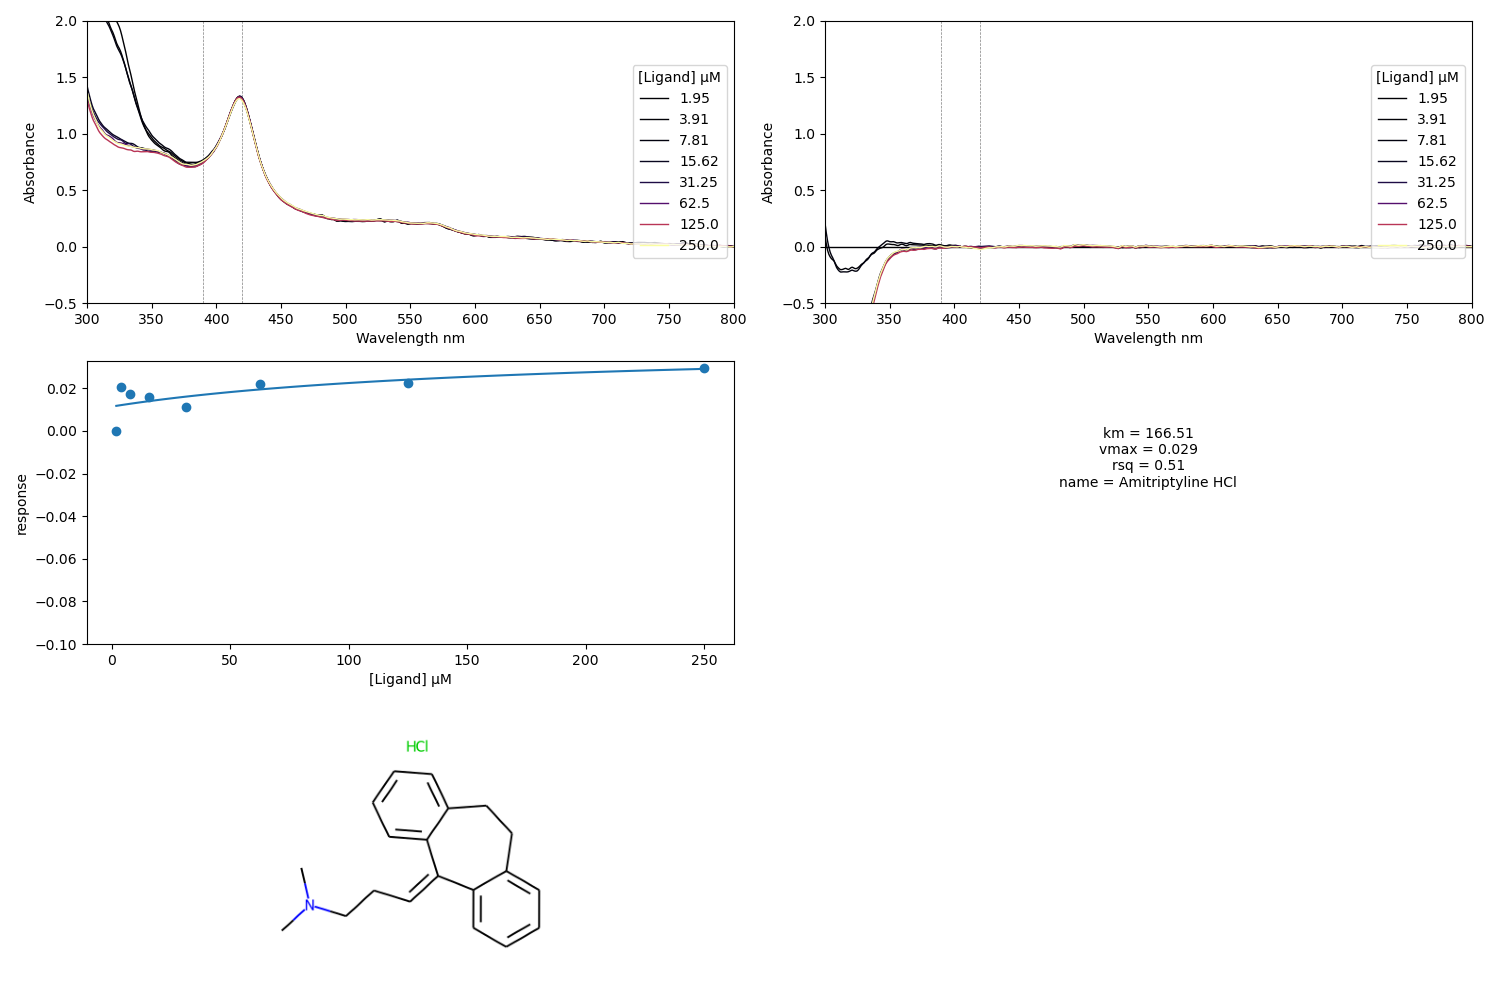 2.0
1.5
1.0
0.5
0.0
−0.5
Absorbance
300 350 400 450 500 550 600 650 700 750 800
Wavelength nm
[Ligand] μM
1.95
3.91
7.81
15.62
31.25
62.5
125.0
250.0
2.0
1.5
1.0
0.5
0.0
−0.5
Absorbance
300 350 400 450 500 550 600 650 700 750 800
Wavelength nm
[Ligand] μM
1.95
3.91
7.81
15.62
31.25
62.5
125.0
250.0
0.02
0.00
−0.02
−0.04
−0.06
−0.08
−0.10
response
0 50 100 150 200 250
[Ligand] μM
km = 166.51
vmax = 0.029
rsq = 0.51
name = Amitriptyline HCl
HCl
N